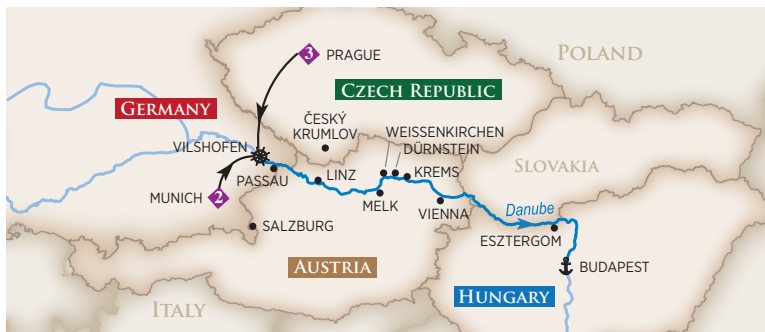 POLAND
3
PRAGUE
CZECH REPUBLIC
GERMANY
ČESKÝ
KRUMLOV
WEISSENKIRCHEN
DÜRNSTEIN
VILSHOFEN
SLOVAKIA
PASSAU
LINZ
KREMS
MUNICH
2
MELK
VIENNA
Danube
SALZBURG
ESZTERGOM
AUSTRIA
BUDAPEST
HUNGARY
ITALY